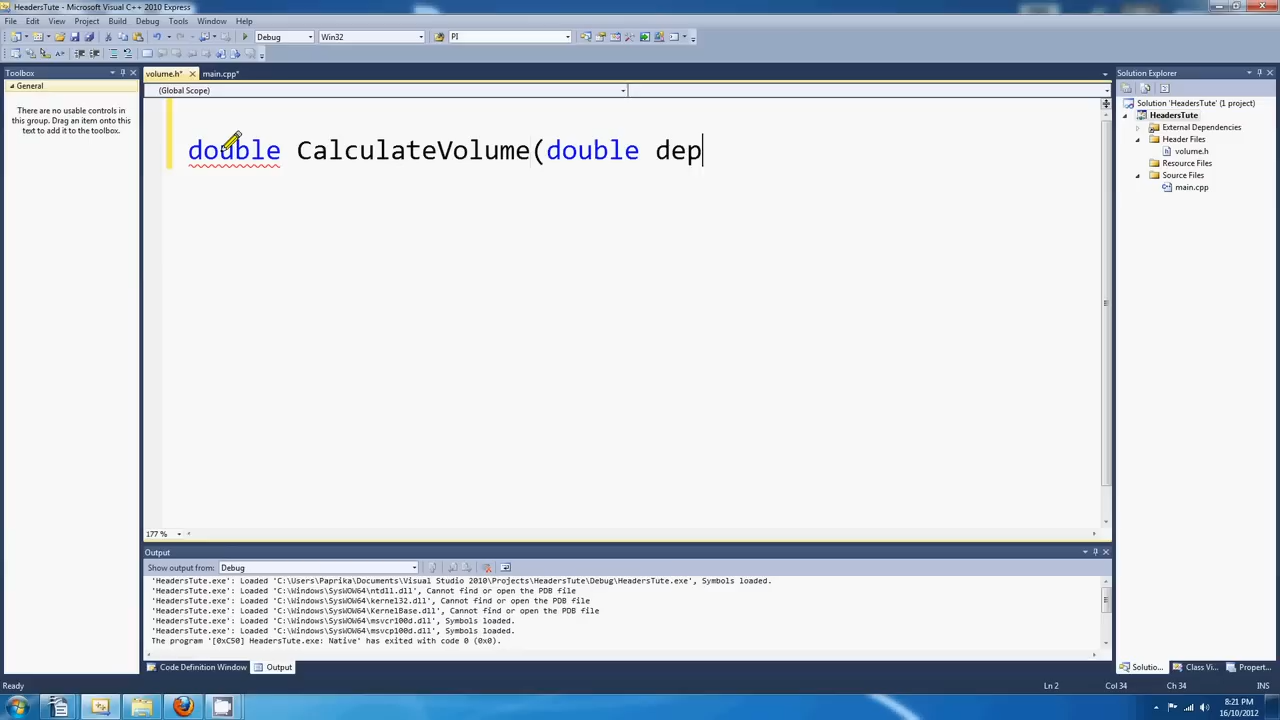 HeadersTute - Visual C++ 2010 Express
File Edit View Project Build Debug Tools Window Help
Debug Win32 PI
Toolbox
General
There are no usable controls in
this group. Drag an item onto this
text to add it to the toolbox.
volume.h* main.cpp*
(Global Scope)
double CalculateVolume(double dep
177 %
Solution Explorer
Solution 'HeadersTute' (1 project)
HeadersTute
External Dependencies
Header Files
volume.h
Resource Files
Source Files
main.cpp
Output
Show output from: Debug
'HeadersTute.exe': Loaded 'C:\Users\Paprika\Documents\Visual Studio 2010\Projects\HeadersTute\Debug\HeadersTute.exe', Symbols loaded.
'HeadersTute.exe': Loaded 'C:\Windows\SysWOW64\ntdll.dll', Cannot find or open the PDB file
'HeadersTute.exe': Loaded 'C:\Windows\SysWOW64\kernel32.dll', Cannot find or open the PDB file
'HeadersTute.exe': Loaded 'C:\Windows\SysWOW64\KernelBase.dll', Cannot find or open the PDB file
'HeadersTute.exe': Loaded 'C:\Windows\SysWOW64\msvcr100d.dll', Symbols loaded.
'HeadersTute.exe': Loaded 'C:\Windows\SysWOW64\msvcp100d.dll', Symbols loaded.
The program '[0xC50] HeadersTute.exe: Native' has exited with code 0 (0x0).
Code Definition Window Output
Solutio... Class Vi... Propert...
Ready Ln 2 Col 34 Ch 34 INS
8:21 PM
16/10/2012